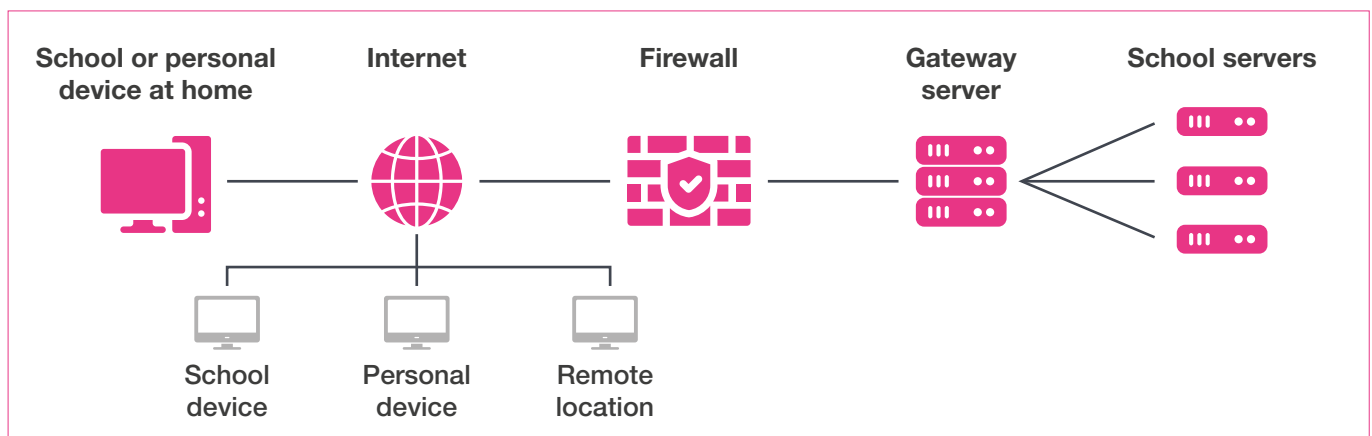 School or personal
device at home
Internet
Firewall
Gateway
server
School servers
School
device
Personal
device
Remote
location